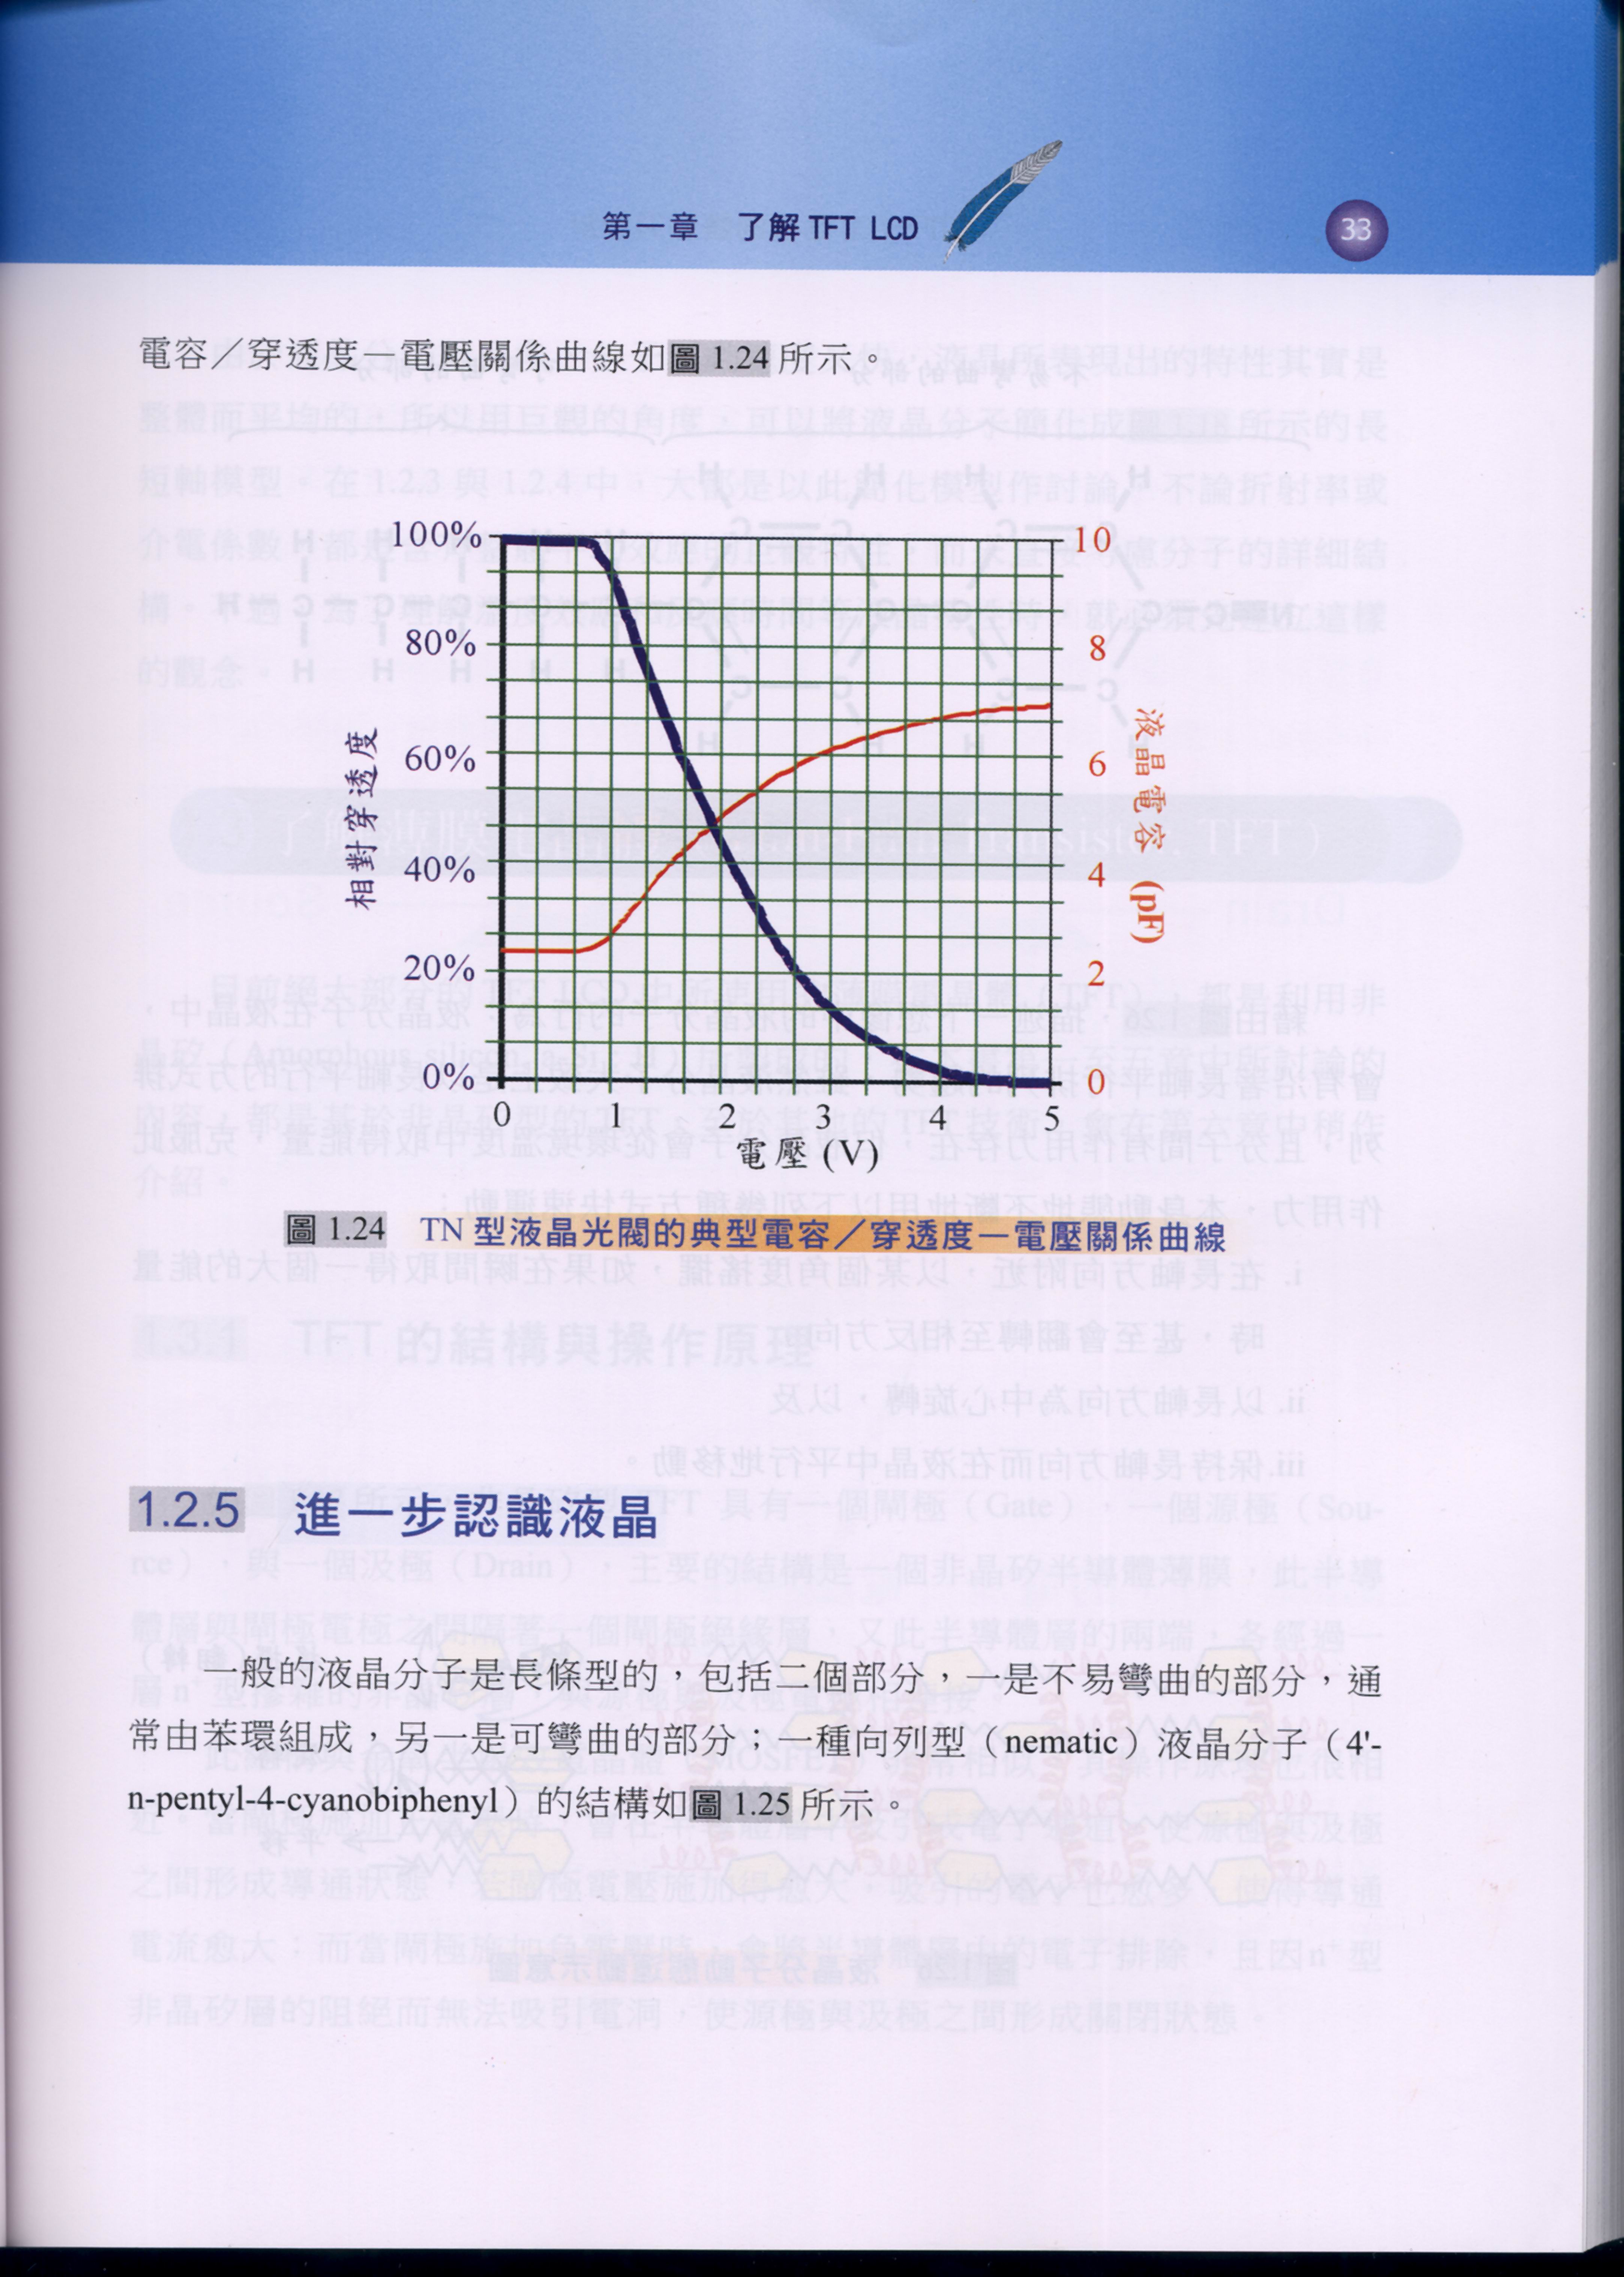 第一章 了解 TFT LCD
33
電容／穿透度－電壓關係曲線如圖 1.24 所示。
100%
80%
60%
40%
20%
0%
相對穿透度
10
8
6
4
2
0
液晶電容 (pF)
0 1 2 3 4 5
電壓 (V)
圖 1.24 TN 型液晶光閥的典型電容／穿透度－電壓關係曲線
1.2.5 進一步認識液晶
一般的液晶分子是長條型的，包括二個部分，一是不易彎曲的部分，通
常由苯環組成，另一是可彎曲的部分；一種向列型（nematic）液晶分子（4'-
n-pentyl-4-cyanobiphenyl）的結構如圖 1.25 所示。